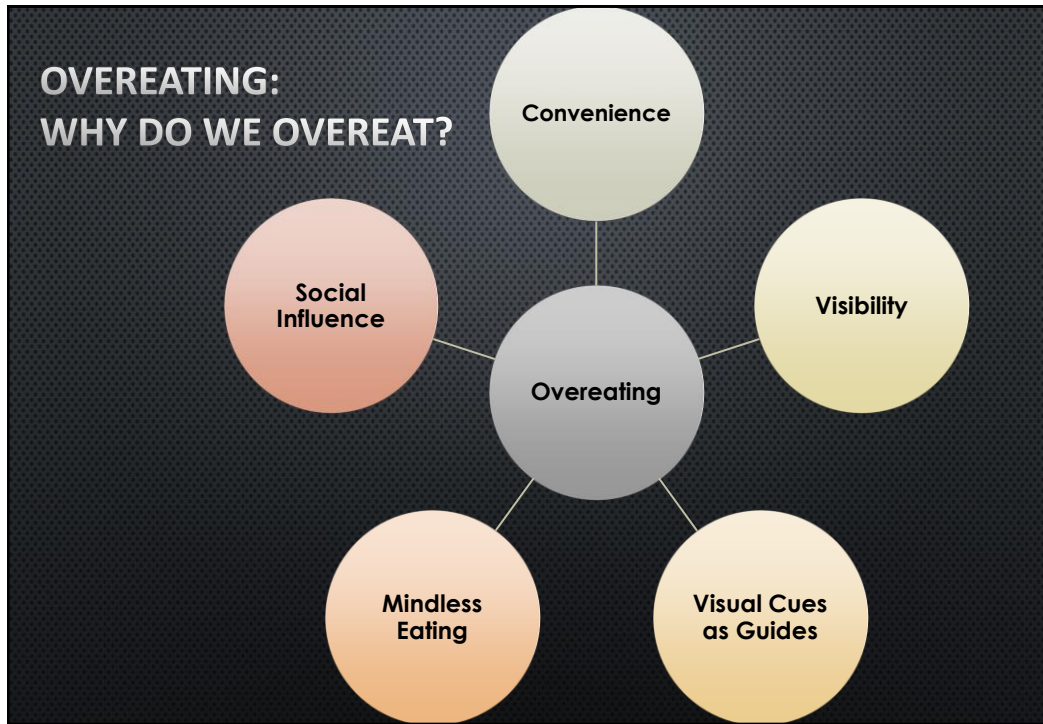 OVEREATING:
WHY DO WE OVEREAT?
Convenience
Social
Influence
Visibility
Overeating
Mindless
Eating
Visual Cues
as Guides